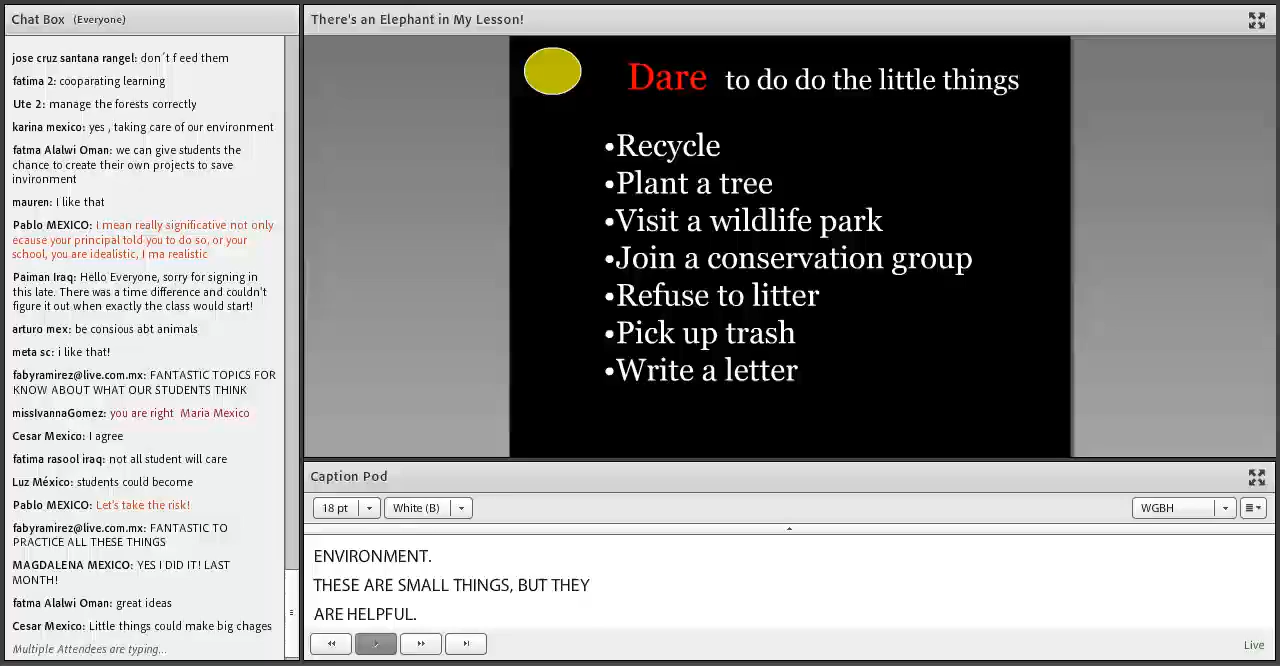 Chat Box (Everyone)
jose cruz santana rangel: don´t f eed them
fatima 2: cooparating learning
Ute 2: manage the forests correctly
karina mexico: yes , taking care of our environment
fatma Alalwi Oman: we can give students the
chance to create their own projects to save
invironment
mauren: I like that
Pablo MEXICO: I mean really significative not only
ecause your principal told you to do so, or your
school, you are idealistic, I ma realistic
Paiman Iraq: Hello Everyone, sorry for signing in
this late. There was a time difference and couldn't
figure it out when exactly the class would start!
arturo mex: be consious abt animals
meta sc: i like that!
fabyramirez@live.com.mx: FANTASTIC TOPICS FOR
KNOW ABOUT WHAT OUR STUDENTS THINK
missIvannaGomez: you are right Maria Mexico
Cesar Mexico: I agree
fatima rasool iraq: not all student will care
Luz México: students could become
Pablo MEXICO: Let's take the risk!
fabyramirez@live.com.mx: FANTASTIC TO
PRACTICE ALL THESE THINGS
MAGDALENA MEXICO: YES I DID IT! LAST
MONTH!
fatma Alalwi Oman: great ideas
Cesar Mexico: Little things could make big chages
Multiple Attendees are typing...
There's an Elephant in My Lesson!
Dare to do do the little things
•Recycle
•Plant a tree
•Visit a wildlife park
•Join a conservation group
•Refuse to litter
•Pick up trash
•Write a letter
Caption Pod
18 pt White (B) WGBH
ENVIRONMENT.
THESE ARE SMALL THINGS, BUT THEY
ARE HELPFUL.
Live